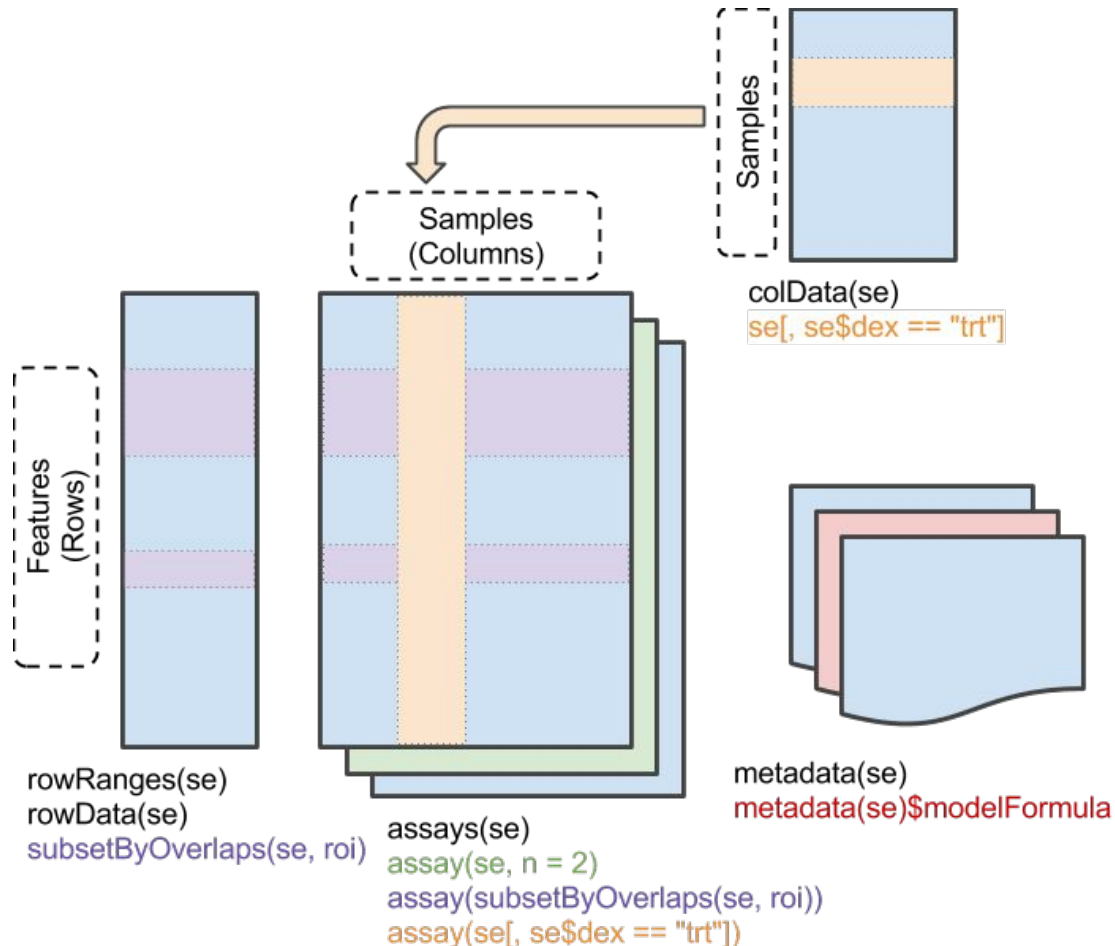 Samples
Samples
(Columns)
colData(se)
se[, se$dex == "trt"]
Features
(Rows)
rowRanges(se)
rowData(se)
subsetByOverlaps(se, roi)
assays(se)
assay(se, n = 2)
assay(subsetByOverlaps(se, roi))
assay(se[, se$dex == "trt"])
metadata(se)
metadata(se)$modelFormula